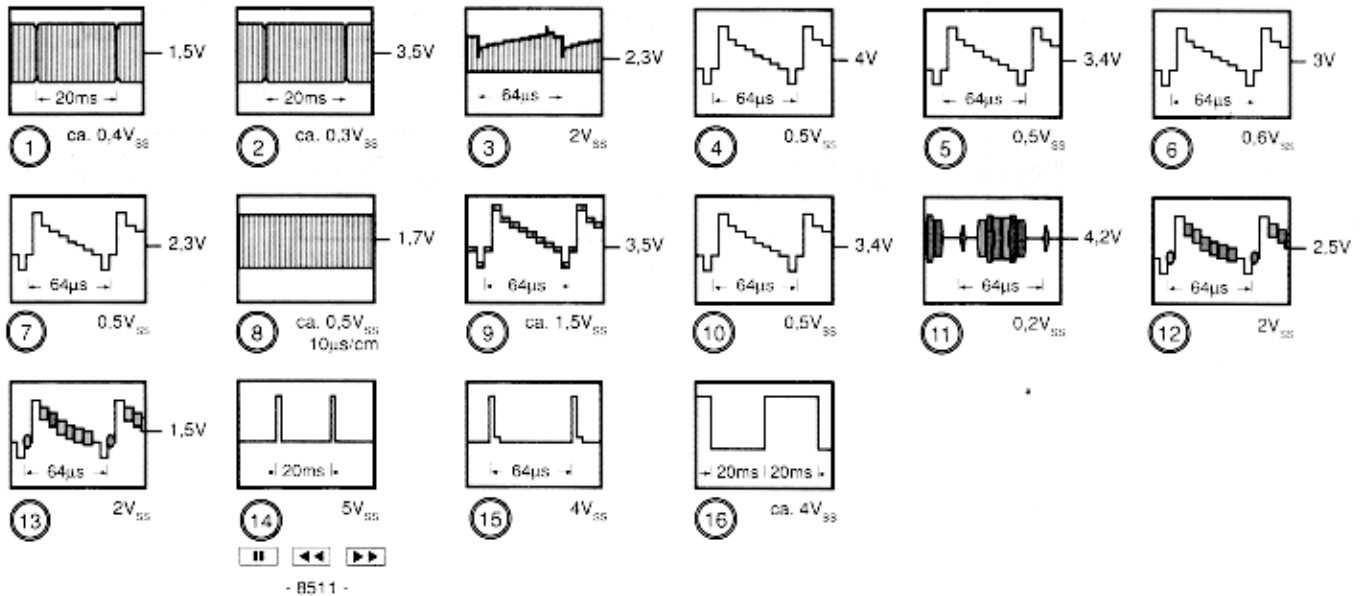 1,5V
3,5V
2,3V
4V
3,4V
3V
← 20ms →
← 20ms →
← 64µs →
← 64µs →
← 64µs →
← 64µs →
1 ca. 0,4Vss
2 ca. 0,3Vss
3 2Vss
4 0.5Vss
5 0,5Vss
6 0,6Vss
2,3V
1,7V
3,5V
3,4V
4,2V
2,5V
← 64µs →
← 64µs →
← 64µs →
← 64µs →
← 64µs →
7 0.5Vss
8 ca. 0,5Vss
10µs/cm
9 ca. 1,5Vss
10 0,5Vss
11 0,2Vss
12 2Vss
1,5V
← 64µs →
20ms
← 64µs →
20ms 20ms
13 2Vss
14 5Vss
15 4Vss
16 ca. 4Vss
- 8511 -